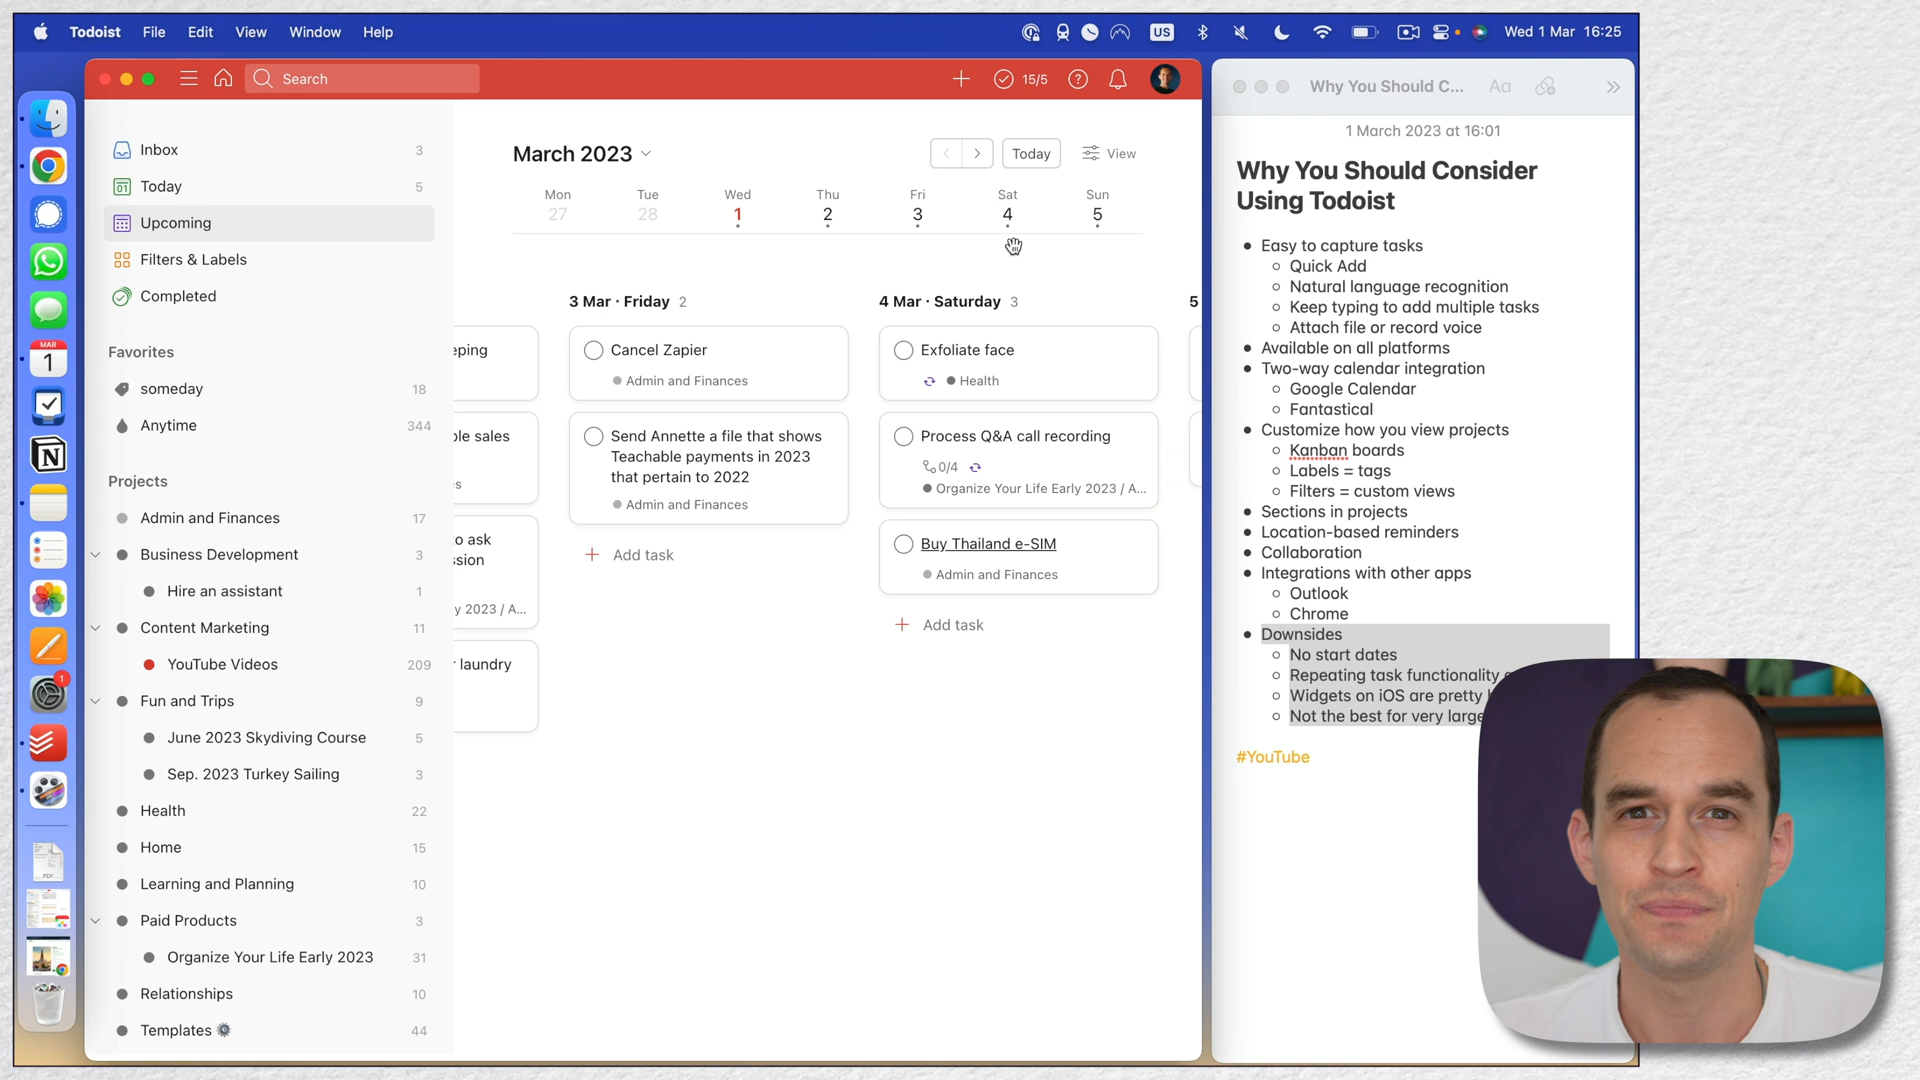 Todoist File Edit View Window Help
US Wed 1 Mar 16:25
Search
15/5
Inbox 3
Today 5
Upcoming
Filters & Labels
Completed
Favorites
someday 18
Anytime 344
Projects
Admin and Finances 17
Business Development 3
Hire an assistant 1
Content Marketing 11
YouTube Videos 209
Fun and Trips 9
June 2023 Skydiving Course 5
Sep. 2023 Turkey Sailing 3
Health 22
Home 15
Learning and Planning 10
Paid Products 3
Organize Your Life Early 2023 31
Relationships 10
Templates 44
March 2023
Today View
Mon Tue Wed Thu Fri Sat Sun
27 28 1 2 3 4 5
eping
ole sales
s
o ask
sion
y 2023 / A...
laundry
3 Mar · Friday 2
Cancel Zapier
Admin and Finances
Send Annette a file that shows
Teachable payments in 2023
that pertain to 2022
Admin and Finances
Add task
4 Mar · Saturday 3
Exfoliate face
Health
Process Q&A call recording
0/4
Organize Your Life Early 2023 / A...
Buy Thailand e-SIM
Admin and Finances
Add task
5
Why You Should C... Aa
1 March 2023 at 16:01
Why You Should Consider
Using Todoist
Easy to capture tasks
Quick Add
Natural language recognition
Keep typing to add multiple tasks
Attach file or record voice
Available on all platforms
Two-way calendar integration
Google Calendar
Fantastical
Customize how you view projects
Kanban boards
Labels = tags
Filters = custom views
Sections in projects
Location-based reminders
Collaboration
Integrations with other apps
Outlook
Chrome
Downsides
No start dates
Repeating task functionality
Widgets on iOS are pretty
Not the best for very large
#YouTube
MAR
1
1
PDF